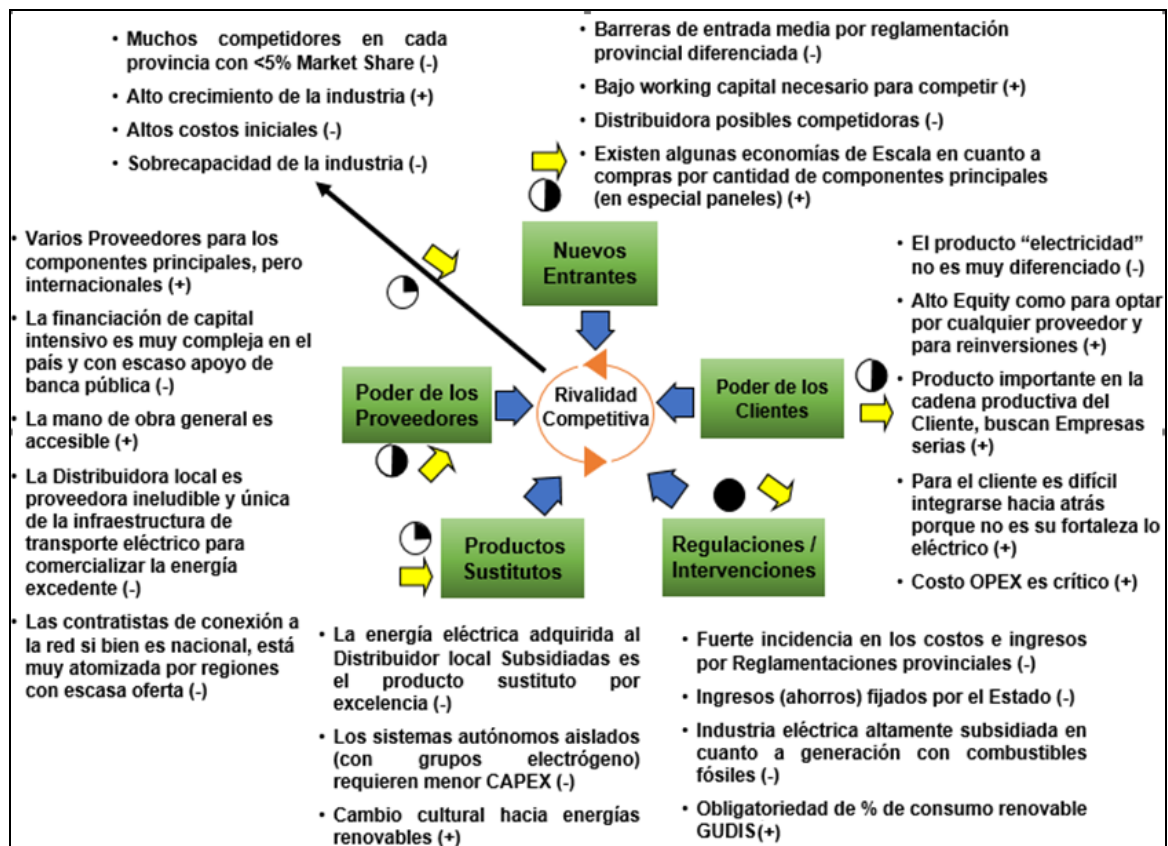 • Muchos competidores en cada
provincia con <5% Market Share (-)
• Alto crecimiento de la industria (+)
• Altos costos iniciales (-)
• Sobrecapacidad de la industria (-)
• Barreras de entrada media por reglamentación
provincial diferenciada (-)
• Bajo working capital necesario para competir (+)
• Distribuidora posibles competidoras (-)
• Existen algunas economías de Escala en cuanto a
compras por cantidad de componentes principales
(en especial paneles) (+)
• Varios Proveedores para los
componentes principales, pero
internacionales (+)
• La financiación de capital
intensivo es muy compleja en el
país y con escaso apoyo de
banca pública (-)
• La mano de obra general es
accesible (+)
• La Distribuidora local es
proveedora ineludible y única
de la infraestructura de
transporte eléctrico para
comercializar la energía
excedente (-)
• Las contratistas de conexión a
la red si bien es nacional, está
muy atomizada por regiones
con escasa oferta (-)
Nuevos
Entrantes
Poder de los
Proveedores
Rivalidad
Competitiva
Poder de los
Clientes
Productos
Sustitutos
Regulaciones /
Intervenciones
• El producto “electricidad”
no es muy diferenciado (-)
• Alto Equity como para optar
por cualquier proveedor y
para reinversiones (+)
• Producto importante en la
cadena productiva del
Cliente, buscan Empresas
serias (+)
• Para el cliente es difícil
integrarse hacia atrás
porque no es su fortaleza lo
eléctrico (+)
• Costo OPEX es crítico (+)
• La energía eléctrica adquirida al
Distribuidor local Subsidiadas es
el producto sustituto por
excelencia (-)
• Los sistemas autónomos aislados
(con grupos electrógeno)
requieren menor CAPEX (-)
• Cambio cultural hacia energías
renovables (+)
• Fuerte incidencia en los costos e ingresos
por Reglamentaciones provinciales (-)
• Ingresos (ahorros) fijados por el Estado (-)
• Industria eléctrica altamente subsidiada en
cuanto a generación con combustibles
fósiles (-)
• Obligatoriedad de % de consumo renovable
GUDIS(+)